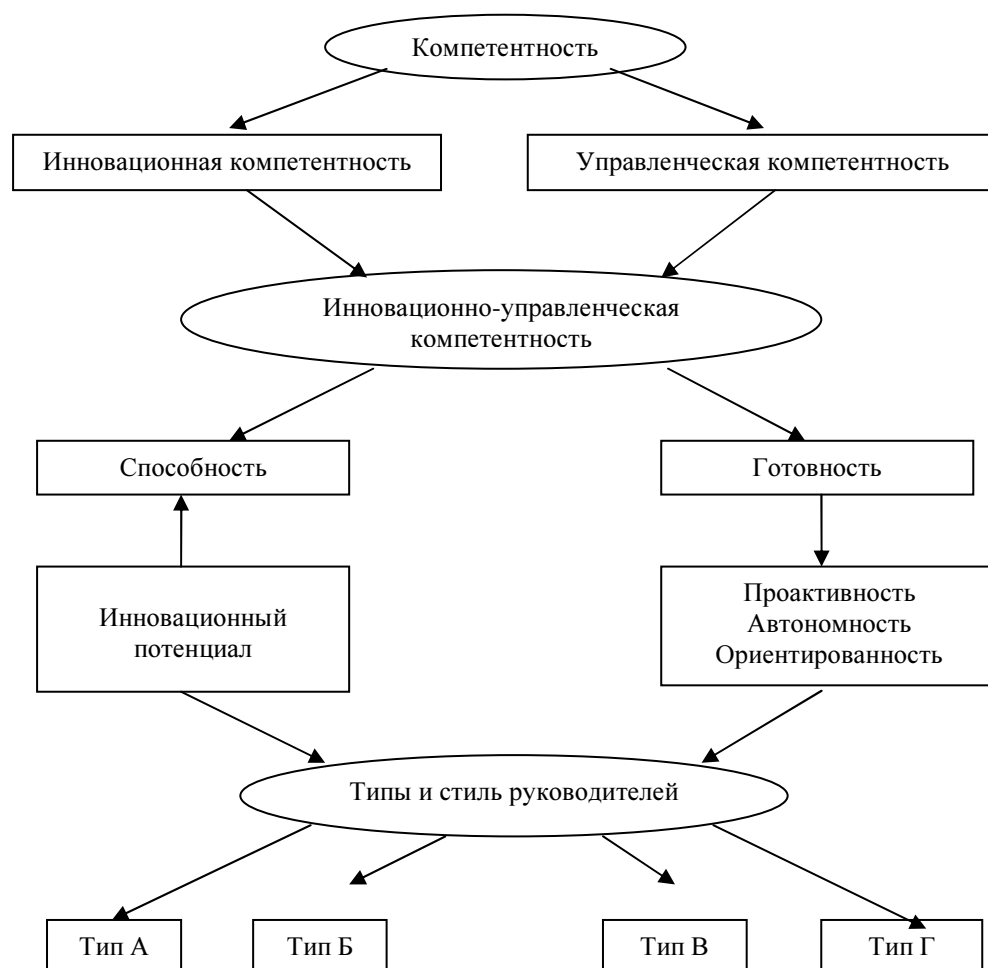 Компетентность
Инновационная компетентность
Управленческая компетентность
Инновационно-управленческая
компетентность
Способность
Готовность
Инновационный
потенциал
Проактивность
Автономность
Ориентированность
Типы и стиль руководителей
Тип А
Тип Б
Тип В
Тип Г